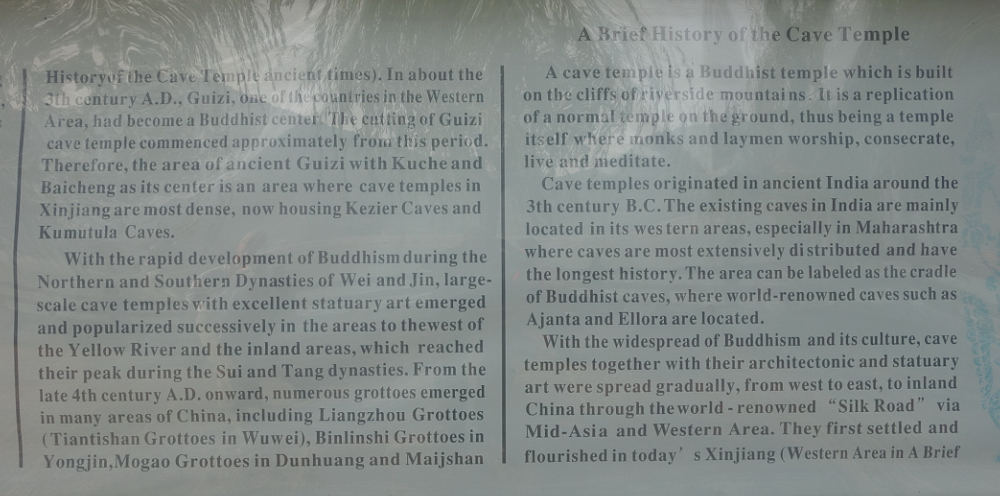 A Brief History of the Cave Temple
A cave temple is a Buddhist temple which is built
on the cliffs of riverside mountains. It is a replication
of a normal temple on the ground, thus being a temple
itself where monks and laymen worship, consecrate,
live and meditate.
Cave temples originated in ancient India around the
3th century B.C. The existing caves in India are mainly
located in its western areas, especially in Maharashtra
where caves are most extensively distributed and have
the longest history. The area can be labeled as the cradle
of Buddhist caves, where world-renowned caves such as
Ajanta and Ellora are located.
With the widespread of Buddhism and its culture, cave
temples together with their architectonic and statuary
art were spread gradually, from west to east, to inland
China through the world - renowned “Silk Road” via
Mid-Asia and Western Area. They first settled and
flourished in today’ s Xinjiang (Western Area in A Brief
History of the Cave Temple ancient times). In about the
3th century A.D., Guizi, one of the countries in the Western
Area, had become a Buddhist center. The cutting of Guizi
cave temple commenced approximately from this period.
Therefore, the area of ancient Guizi with Kuche and
Baicheng as its center is an area where cave temples in
Xinjiang are most dense, now housing Kezier Caves and
Kumutula Caves.
With the rapid development of Buddhism during the
Northern and Southern Dynasties of Wei and Jin, large-
scale cave temples with excellent statuary art emerged
and popularized successively in the areas to thewest of
the Yellow River and the inland areas, which reached
their peak during the Sui and Tang dynasties. From the
late 4th century A.D. onward, numerous grottoes emerged
in many areas of China, including Liangzhou Grottoes
(Tiantishan Grottoes in Wuwei), Binlinshi Grottoes in
Yongjin,Mogao Grottoes in Dunhuang and Maijshan